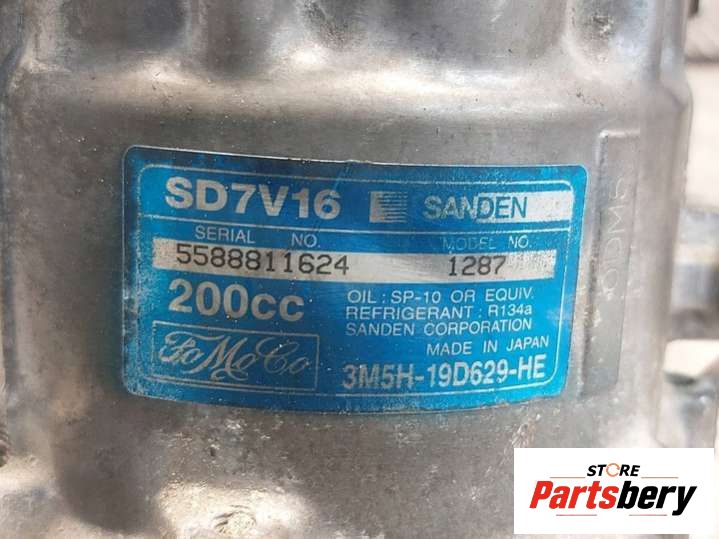 SD7V16 SANDEN
SERIAL NO. MODEL NO.
5588811624 1287
200cc OIL : SP-10 OR EQUIV.
REFRIGERANT : R134a
SANDEN CORPORATION
MADE IN JAPAN
FoMoCo 3M5H-19D629-HE
STORE
Partsbery